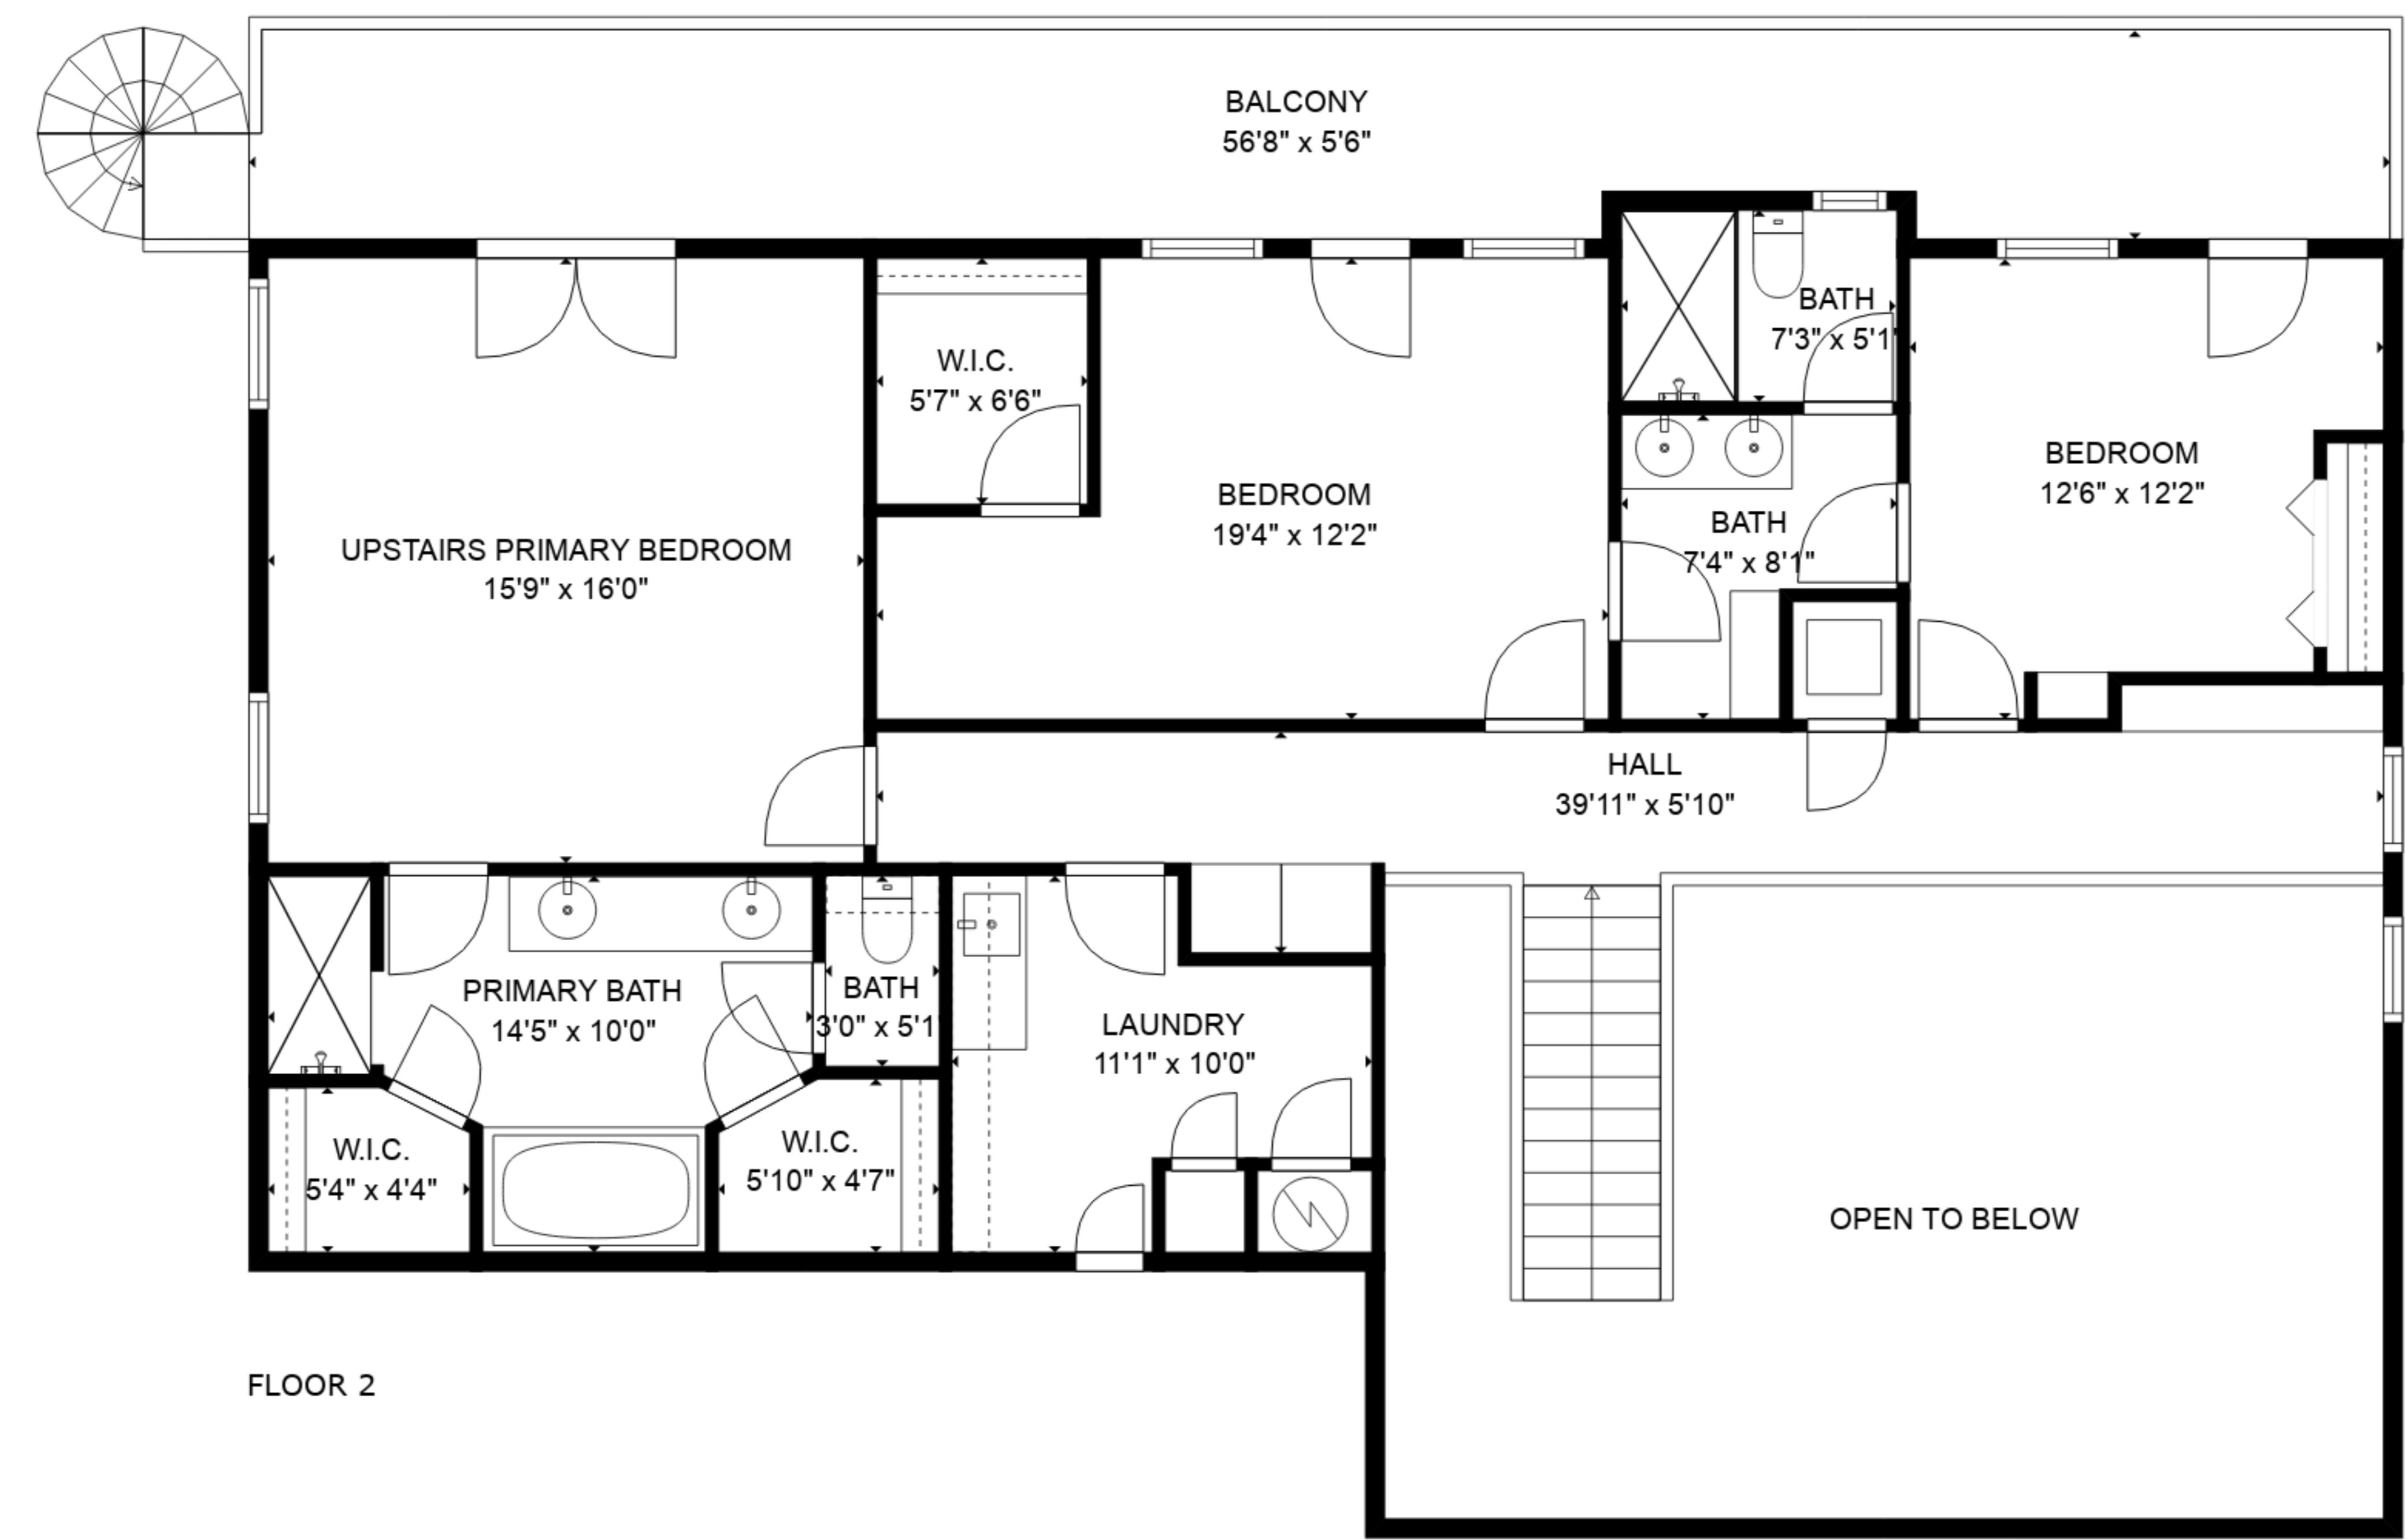 BALCONY
56'8" x 5'6"
BATH
7'3" x 5'1"
W.I.C.
5'7" x 6'6"
BEDROOM
19'4" x 12'2"
BATH
7'4" x 8'1"
BEDROOM
12'6" x 12'2"
UPSTAIRS PRIMARY BEDROOM
15'9" x 16'0"
HALL
39'11" x 5'10"
PRIMARY BATH
14'5" x 10'0"
BATH
3'0" x 5'1
LAUNDRY
11'1" x 10'0"
W.I.C.
5'4" x 4'4"
W.I.C.
5'10" x 4'7"
OPEN TO BELOW
FLOOR 2